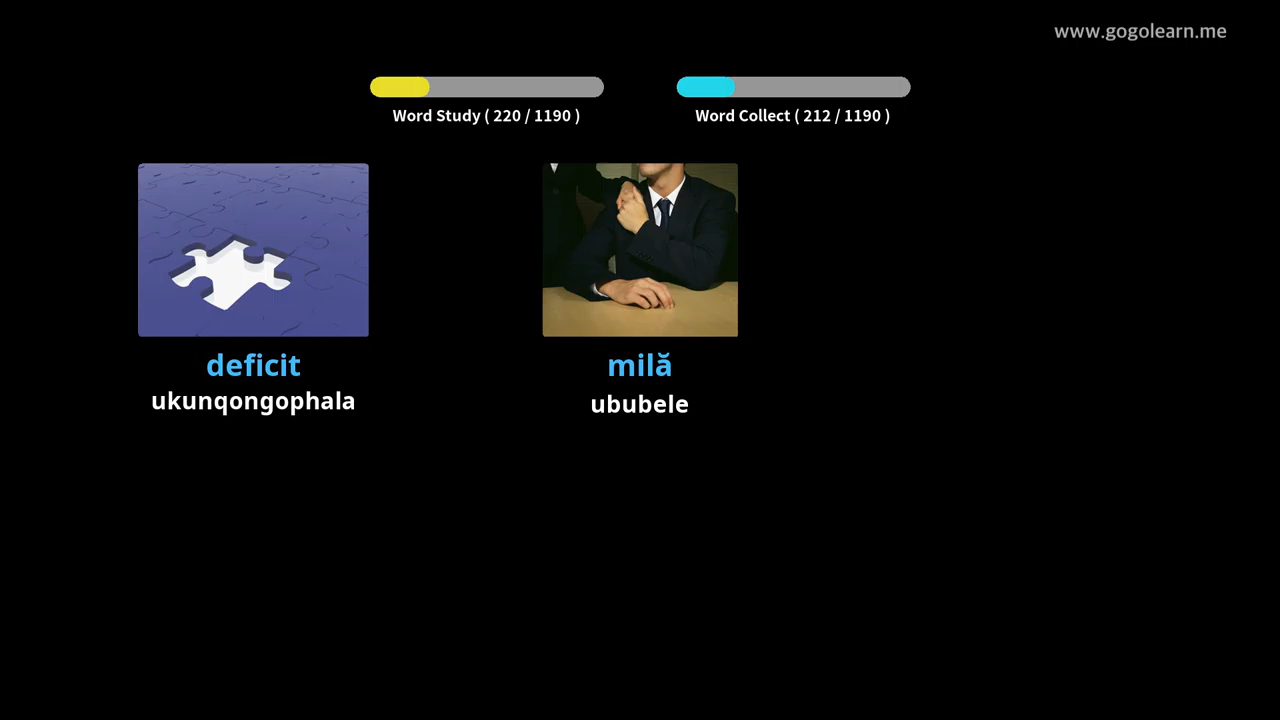 www.gogolearn.me
Word Study ( 220 / 1190 )
Word Collect ( 212 / 1190 )
deficit
ukunqongophala
milă
ububele